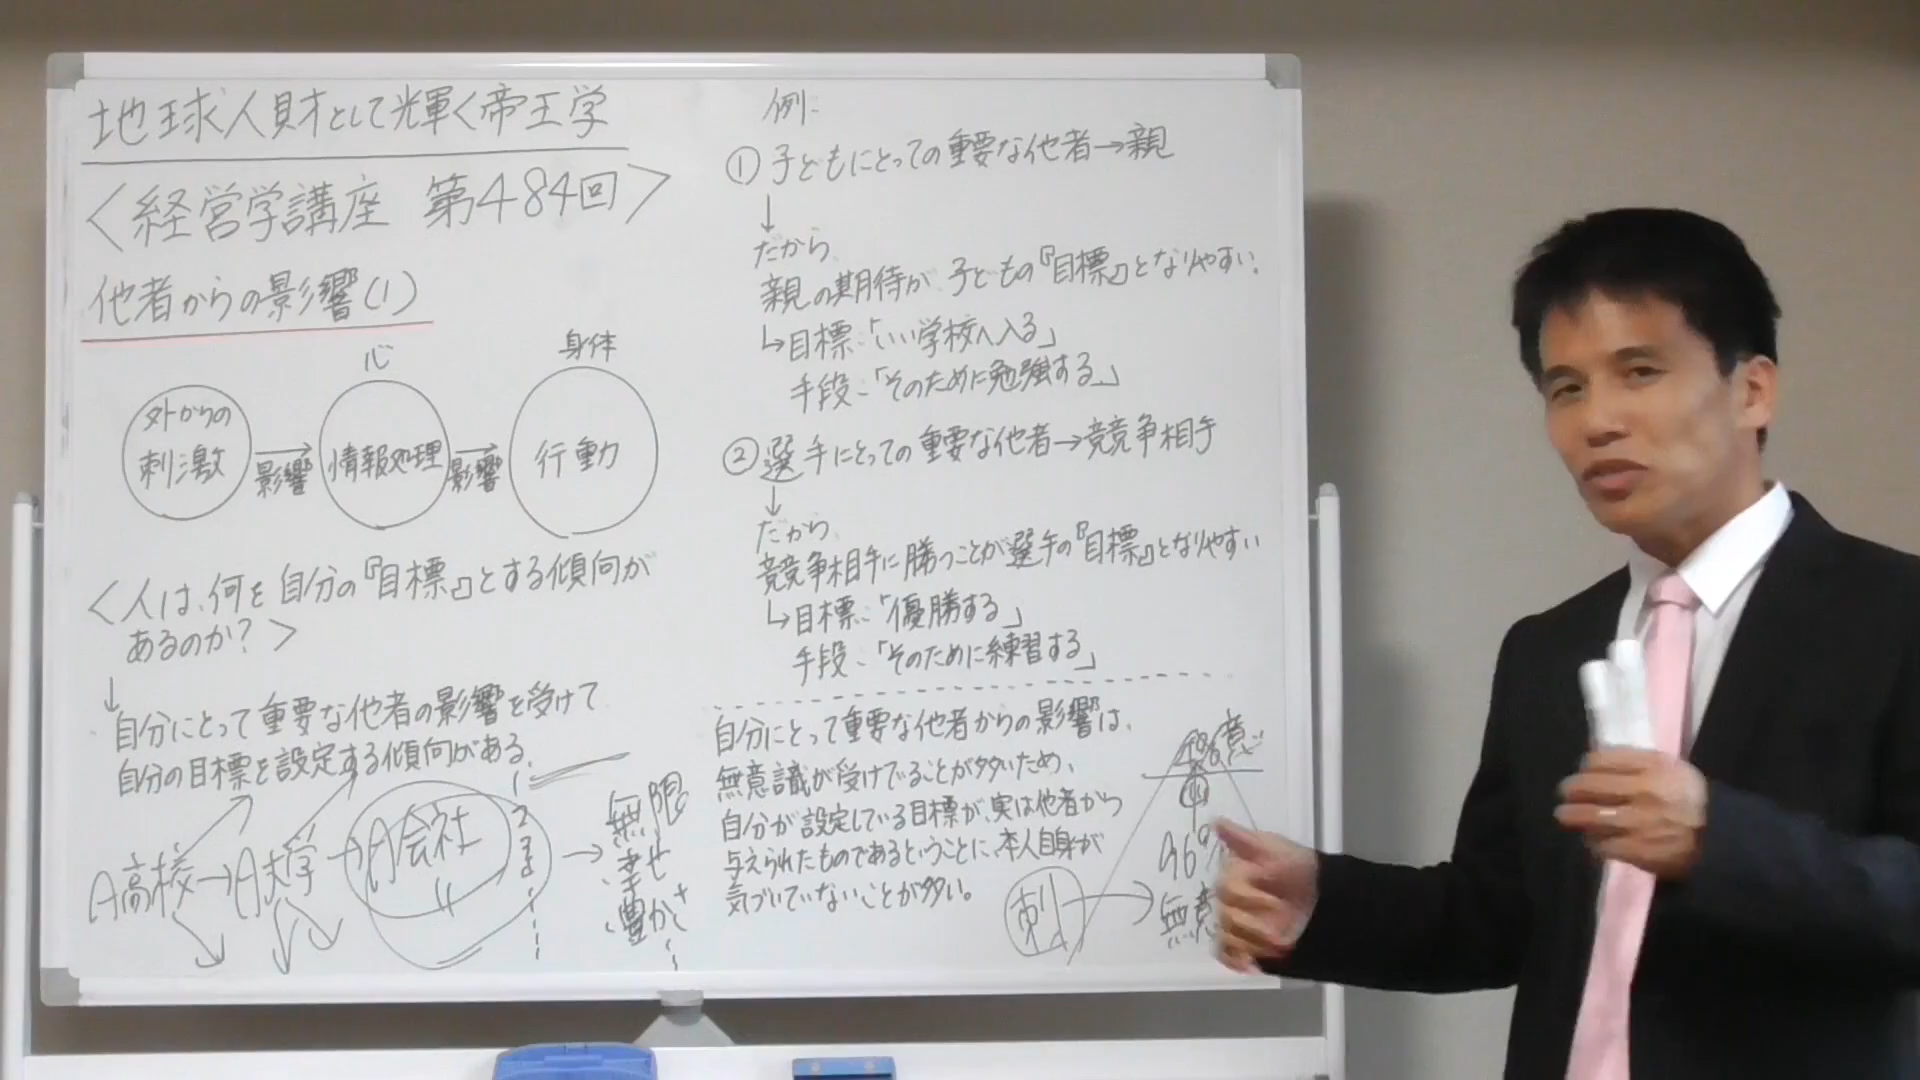 地球人財として輝く帝王学
<経営学講座 第484回>
他者からの影響(1)
心
身体
外からの
刺激
影響
情報処理
影響
行動
<人は、何を自分の『目標』とする傾向が
あるのか?>
↓
自分にとって重要な他者の影響を受けて
自分の目標を設定する傾向がある。
A高校→A大学→A会社
1
2
3
4
→
無限
幸せ
豊かさ
例:
①子どもにとっての重要な他者→親
↓
だから
親の期待が子どもの『目標』となりやすい。
↳目標:「いい学校へ入る」
手段:「そのために勉強する」
②選手にとっての重要な他者→競争相手
↓
だから
競争相手に勝つことが選手の『目標』となりやすい
↳目標:「優勝する」
手段:「そのために練習する」
自分にとって重要な他者からの影響は、
無意識が受けていることが多いため、
自分が設定している目標が、実は他者から
与えられたものであるということに、本人自身が
気づいていないことが多い。
意
96%
無意
刺